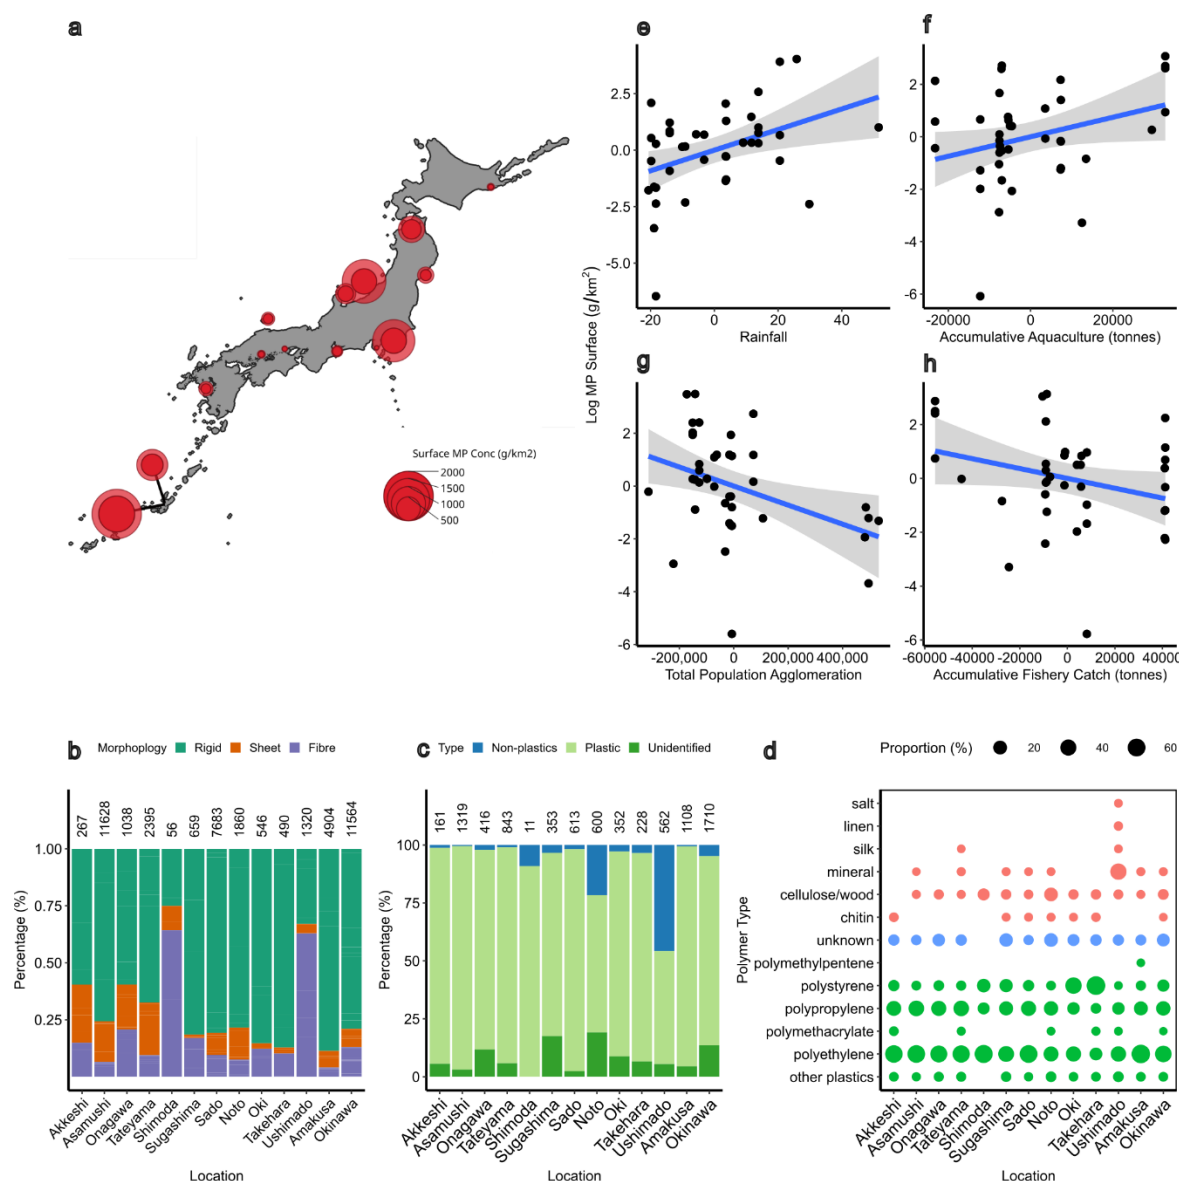 a
Surface MP Conc (g/km2)
2000
1500
1000
500
e
f
Log MP Surface (g/km²)
2.5
0.0
-2.5
-5.0
-20 0 20 40
Rainfall
2
0
-2
-4
-6
-20000 0 20000
Accumulative Aquaculture (tonnes)
g
h
2
0
-2
-4
-6
-200,000 0 200,000 400,000
Total Population Agglomeration
2
0
-2
-4
-6
-60000 -40000 -20000 0 20000 40000
Accumulative Fishery Catch (tonnes)
b
Morphoplogy Rigid Sheet Fibre
267 11628 1038 2395 56 659 7683 1860 546 490 1320 4904 11564
Percentage (%)
1.00
0.75
0.50
0.25
Akkeshi Asamushi Onagawa Tateyama Shimoda Sugashima Sado Noto Oki Takehara Ushimado Amakusa Okinawa
Location
c
Type Non-plastics Plastic Unidentified
161 1319 416 843 11 353 613 600 352 228 562 1108 1710
Percentage (%)
100
75
50
25
0
Akkeshi Asamushi Onagawa Tateyama Shimoda Sugashima Sado Noto Oki Takehara Ushimado Amakusa Okinawa
Location
d
Proportion (%) 20 40 60
Polymer Type
salt
linen
silk
mineral
cellulose/wood
chitin
unknown
polymethylpentene
polystyrene
polypropylene
polymethacrylate
polyethylene
other plastics
Akkeshi Asamushi Onagawa Tateyama Shimoda Sugashima Sado Noto Oki Takehara Ushimado Amakusa Okinawa
Location